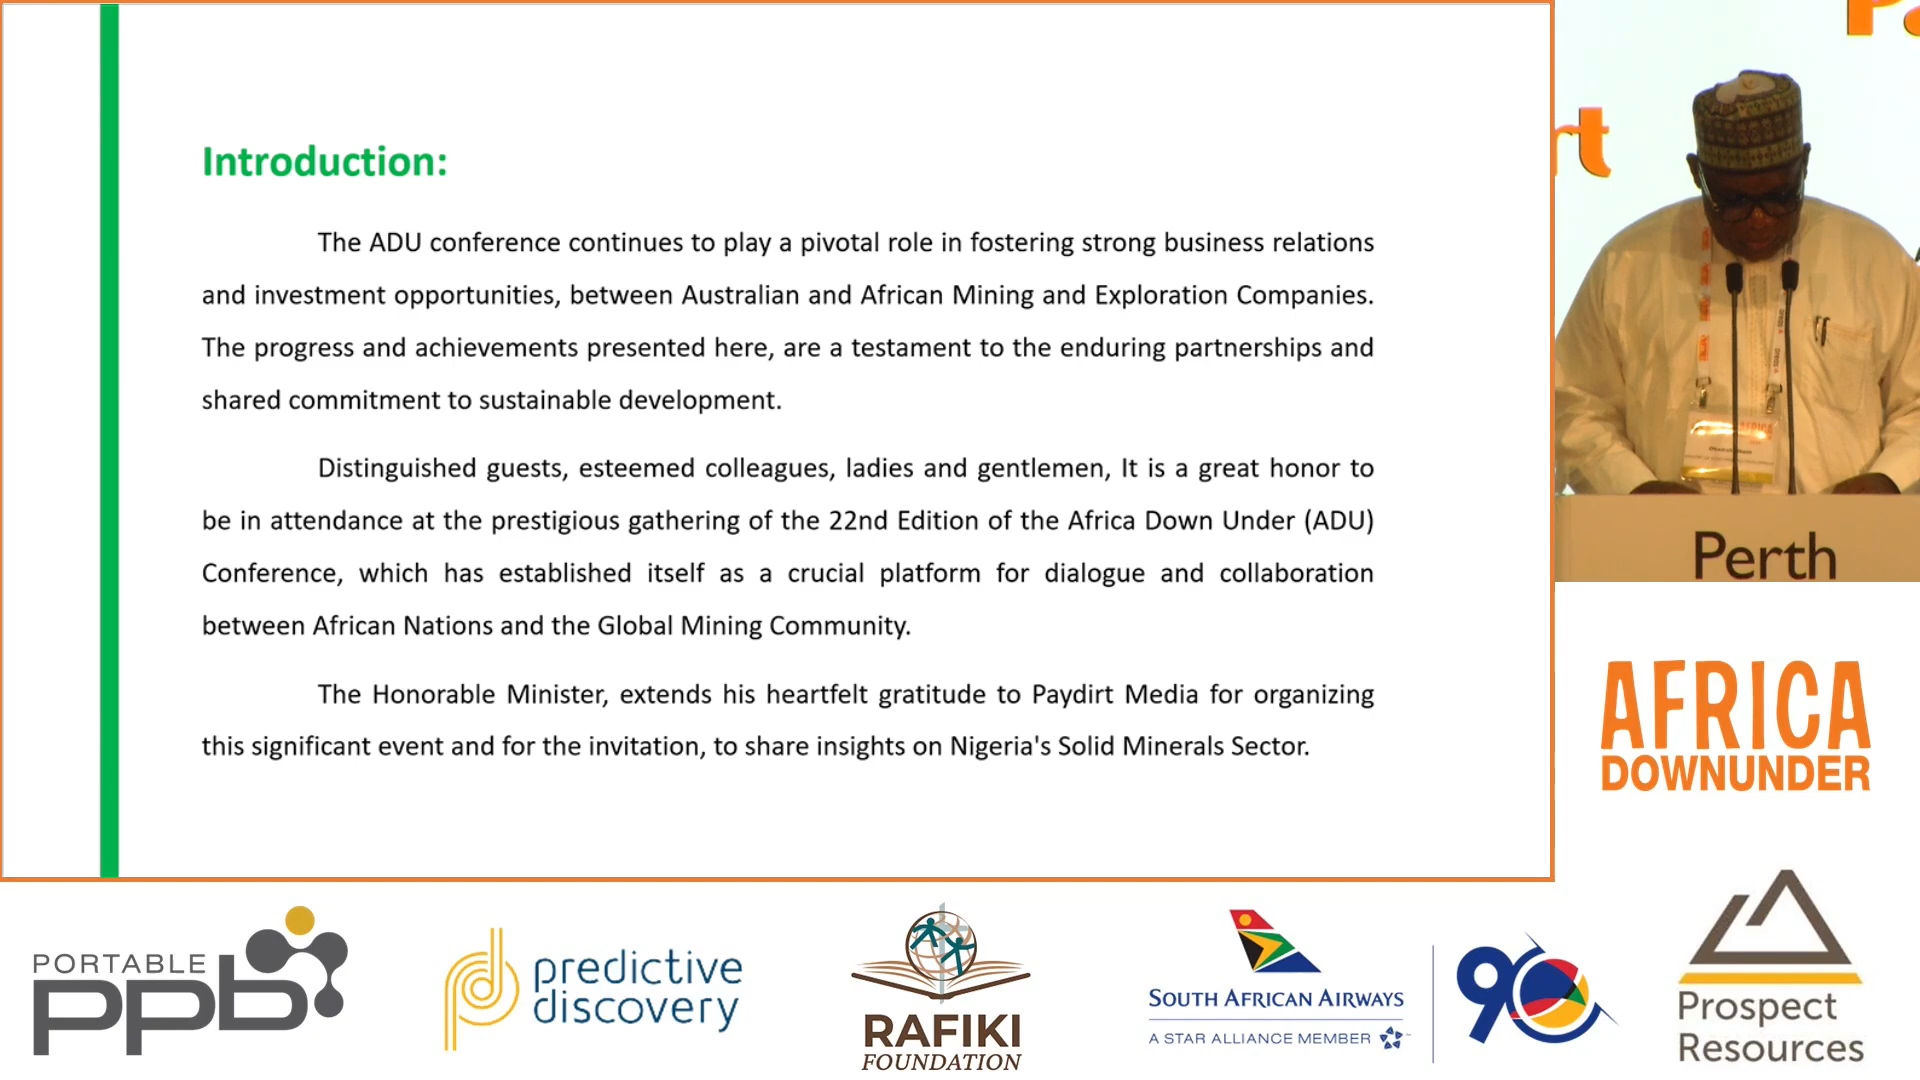 Introduction:
The ADU conference continues to play a pivotal role in fostering strong business relations
and investment opportunities, between Australian and African Mining and Exploration Companies.
The progress and achievements presented here, are a testament to the enduring partnerships and
shared commitment to sustainable development.
Distinguished guests, esteemed colleagues, ladies and gentlemen, It is a great honor to
be in attendance at the prestigious gathering of the 22nd Edition of the Africa Down Under (ADU)
Conference, which has established itself as a crucial platform for dialogue and collaboration
between African Nations and the Global Mining Community.
The Honorable Minister, extends his heartfelt gratitude to Paydirt Media for organizing
this significant event and for the invitation, to share insights on Nigeria's Solid Minerals Sector.
rt
Perth
AFRICA
DOWNUNDER
PORTABLE
ppb
predictive
discovery
RAFIKI
FOUNDATION
SOUTH AFRICAN AIRWAYS
A STAR ALLIANCE MEMBER
90
Prospect
Resources